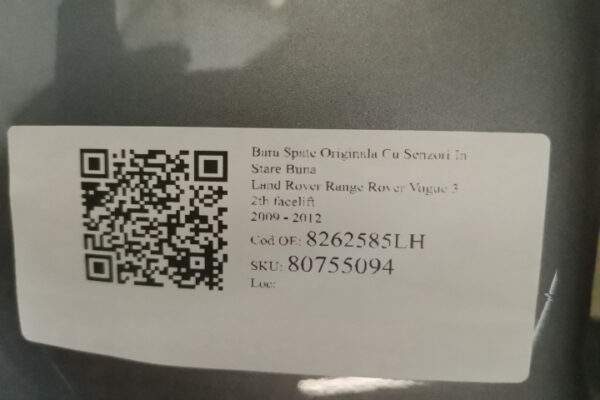 Bara Spate Originala Cu Senzori In
Stare Buna
Land Rover Range Rover Vogue 3
2th facelift
2009 - 2012
Cod OE: 8262585LH
SKU: 80755094
Loc: